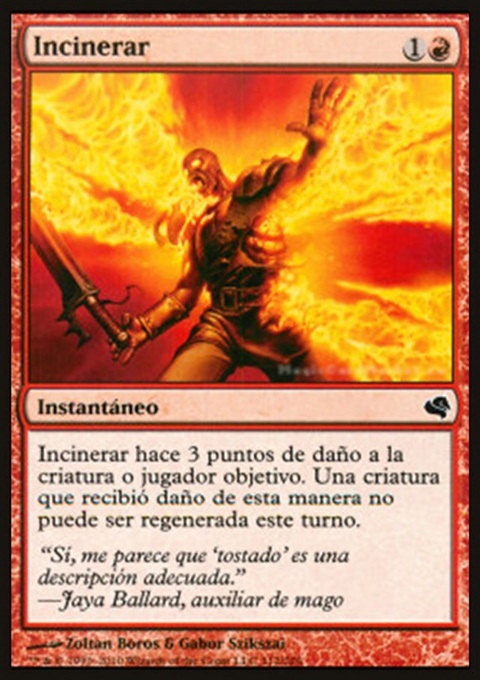 Incinerar
1
Instantáneo
Incinerar hace 3 puntos de daño a la
criatura o jugador objetivo. Una criatura
que recibió daño de esta manera no
puede ser regenerada este turno.
“Sí, me parece que ‘tostado’ es una
descripción adecuada.”
—Jaya Ballard, auxiliar de mago
Zoltan Boros & Gabor Szikszai